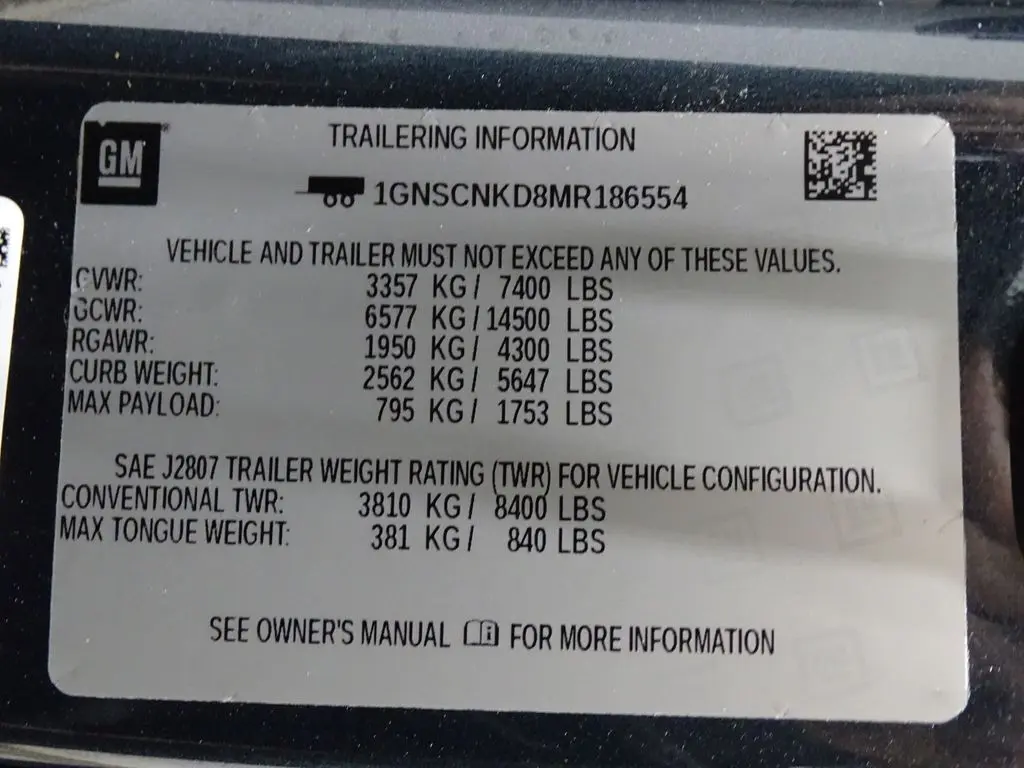 GM
TRAILERING INFORMATION
1GNSCNKD8MR186554
VEHICLE AND TRAILER MUST NOT EXCEED ANY OF THESE VALUES.
GVWR: 3357 KG / 7400 LBS
GCWR: 6577 KG / 14500 LBS
RGAWR: 1950 KG / 4300 LBS
CURB WEIGHT: 2562 KG / 5647 LBS
MAX PAYLOAD: 795 KG / 1753 LBS
SAE J2807 TRAILER WEIGHT RATING (TWR) FOR VEHICLE CONFIGURATION.
CONVENTIONAL TWR: 3810 KG / 8400 LBS
MAX TONGUE WEIGHT: 381 KG / 840 LBS
SEE OWNER'S MANUAL FOR MORE INFORMATION